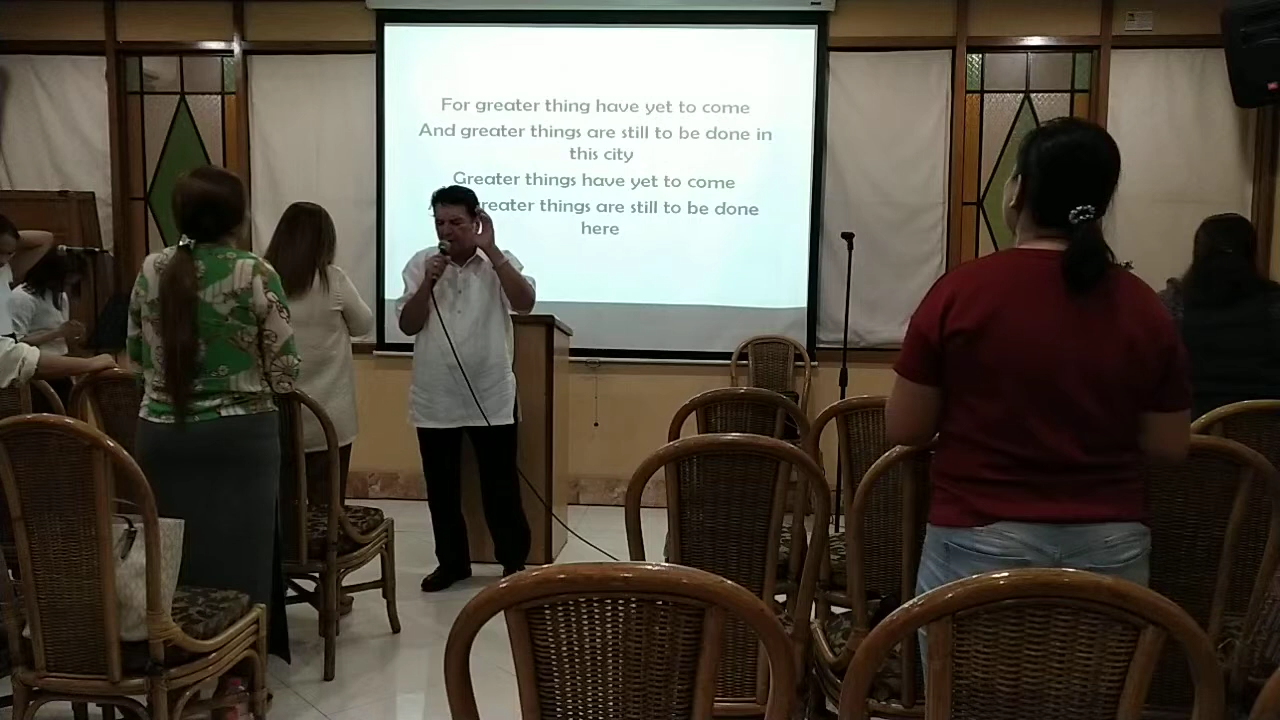 For greater thing have yet to come
And greater things are still to be done in
this city
Greater things have yet to come
reater things are still to be done
here